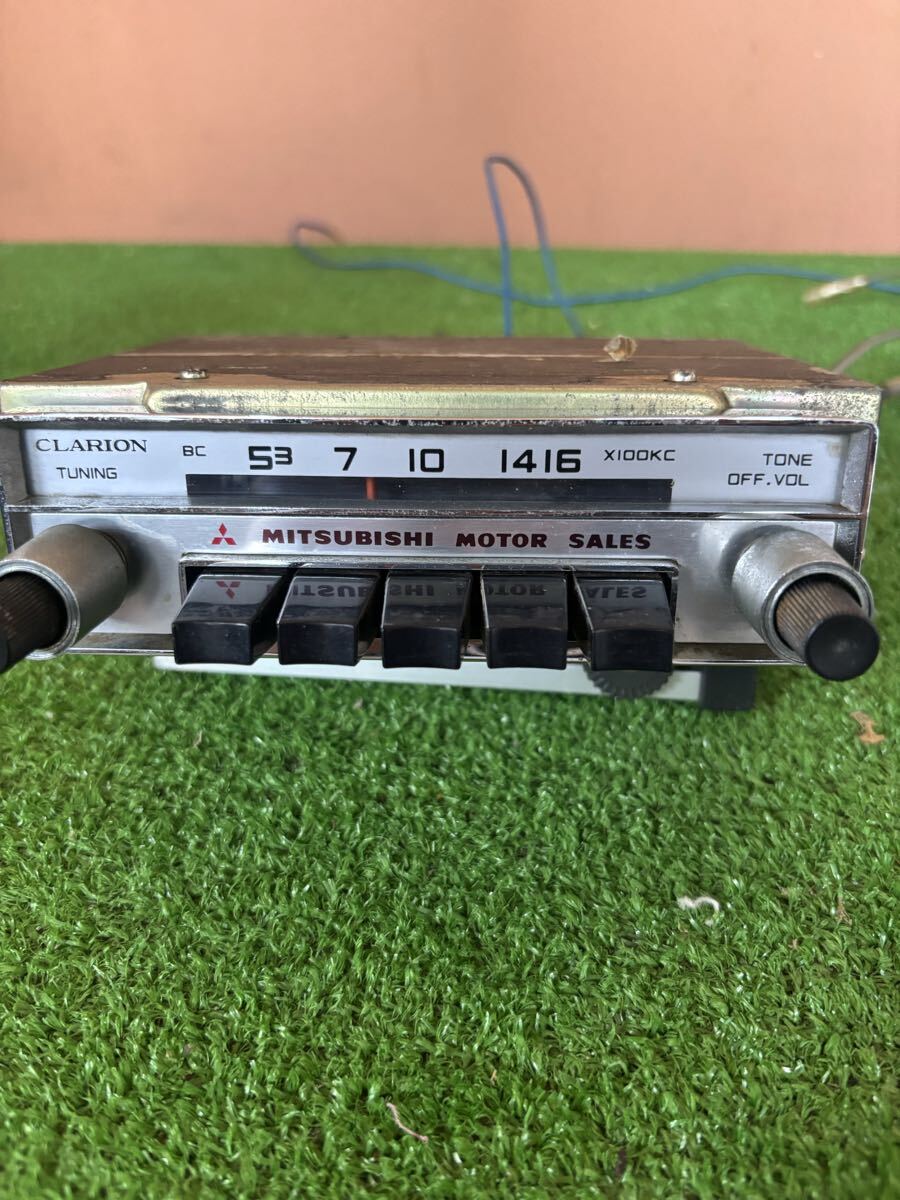 CLARION
TUNING
BC 53 7 10 1416 X100KC
TONE
OFF.VOL
MITSUBISHI MOTOR SALES